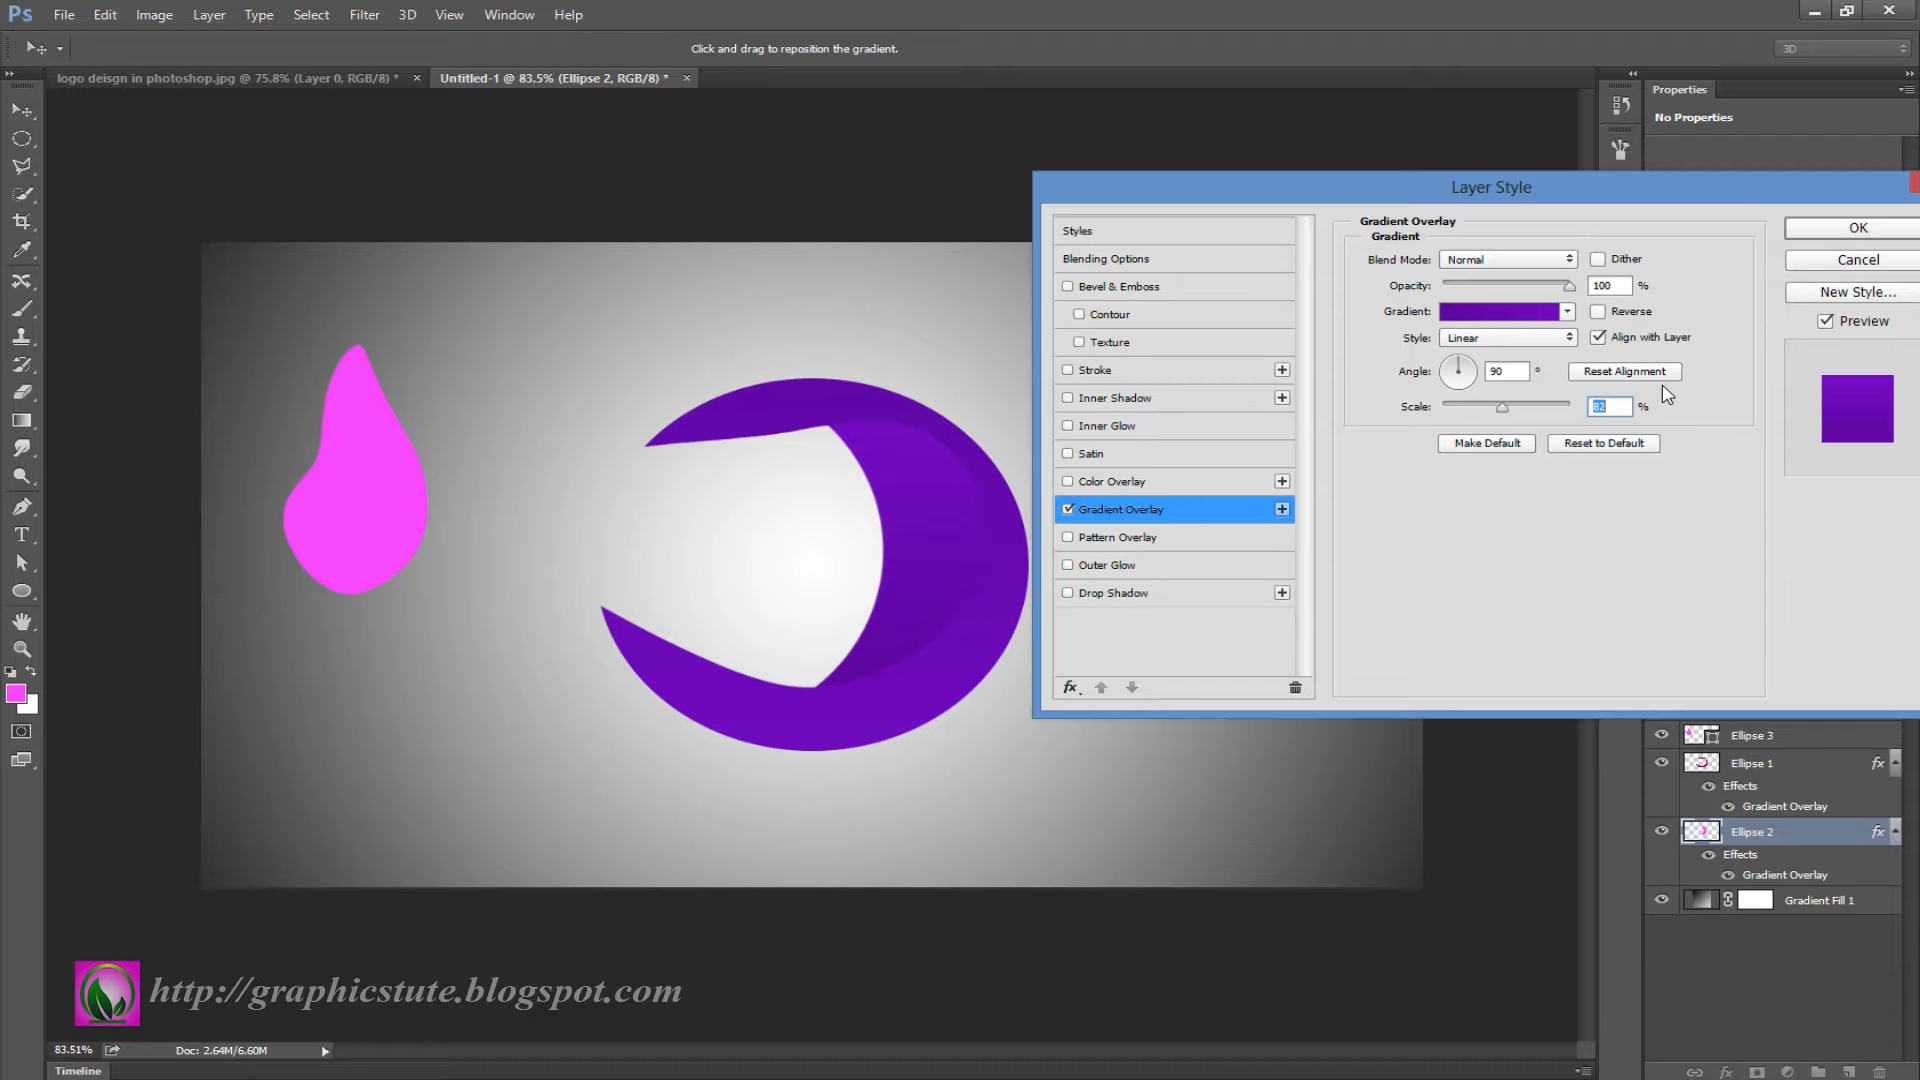 Ps File Edit Image Layer Type Select Filter 3D View Window Help
Click and drag to reposition the gradient.
3D
logo deisgn in photoshop.jpg @ 75.8% (Layer 0, RGB/8) *
Untitled-1 @ 83.5% (Ellipse 2, RGB/8) *
Properties
No Properties
Layer Style
Styles
Blending Options
Bevel & Emboss
Contour
Texture
Stroke
Inner Shadow
Inner Glow
Satin
Color Overlay
Gradient Overlay
Pattern Overlay
Outer Glow
Drop Shadow
fx
Gradient Overlay
Gradient
Blend Mode: Normal Dither
Opacity: 100 %
Gradient: Reverse
Style: Linear Align with Layer
Angle: 90 ° Reset Alignment
Scale: 82 %
Make Default Reset to Default
OK
Cancel
New Style...
Preview
Ellipse 3
Ellipse 1 fx
Effects
Gradient Overlay
Ellipse 2 fx
Effects
Gradient Overlay
Gradient Fill 1
http://graphicstute.blogspot.com
83.51% Doc: 2.64M/6.60M
Timeline
fx